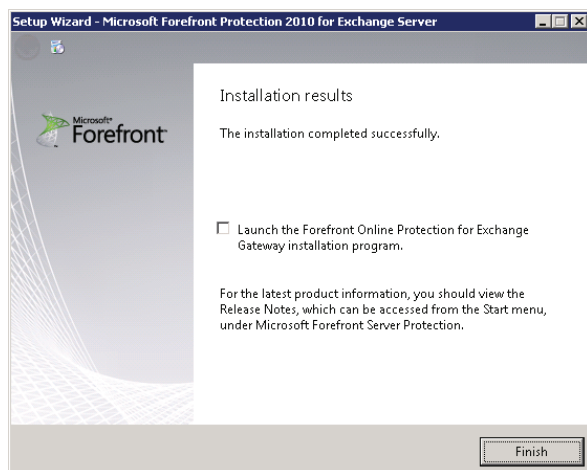 Setup Wizard - Microsoft Forefront Protection 2010 for Exchange Server
Microsoft®
Forefront™
Installation results
The installation completed successfully.
Launch the Forefront Online Protection for Exchange
Gateway installation program.
For the latest product information, you should view the
Release Notes, which can be accessed from the Start menu,
under Microsoft Forefront Server Protection.
Finish